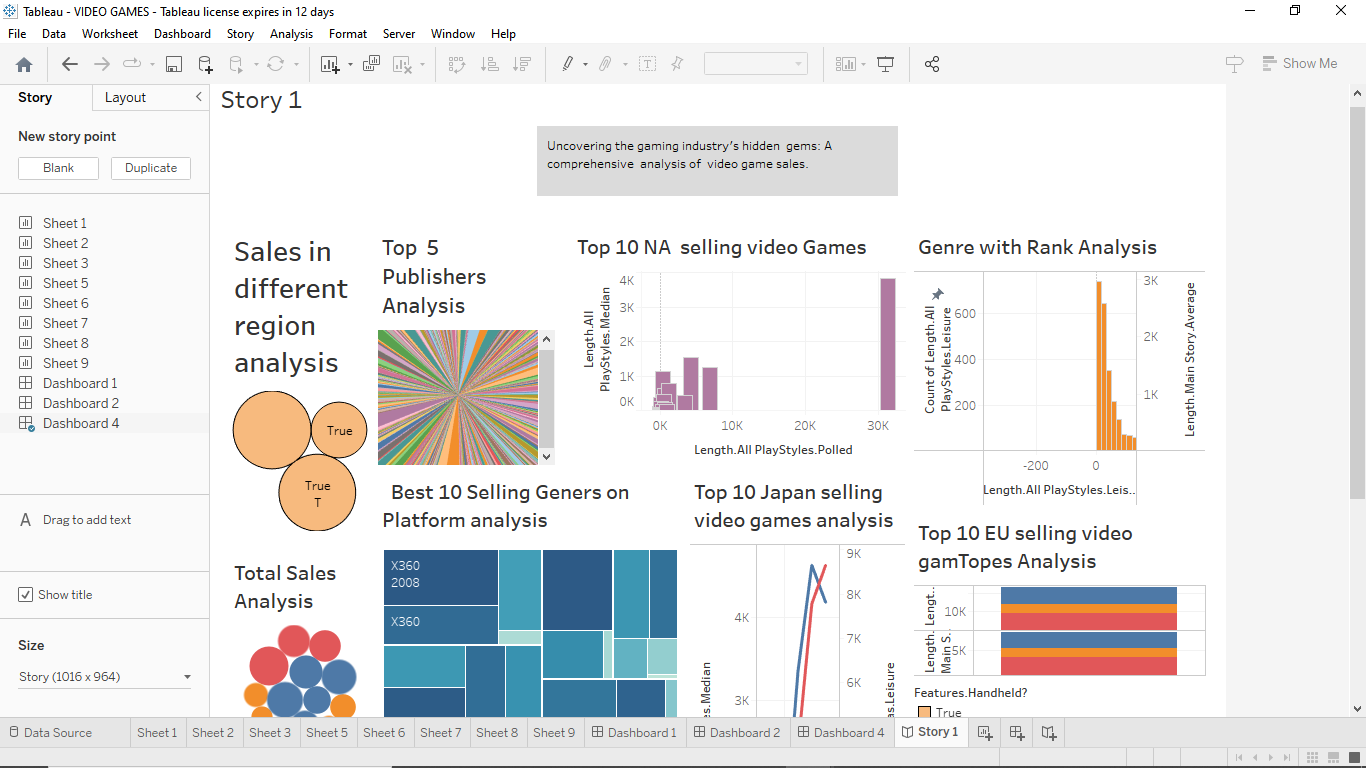 Tableau - VIDEO GAMES - Tableau license expires in 12 days
File Data Worksheet Dashboard Story Analysis Format Server Window Help
Show Me
Story Layout
New story point
Blank Duplicate
Sheet 1
Sheet 2
Sheet 3
Sheet 5
Sheet 6
Sheet 7
Sheet 8
Sheet 9
Dashboard 1
Dashboard 2
Dashboard 4
A Drag to add text
Show title
Size
Story (1016 x 964)
Story 1
Uncovering the gaming industry's hidden gems: A
comprehensive analysis of video game sales.
Sales in
different
region
analysis
True
True
T
Top 5
Publishers
Analysis
Top 10 NA selling video Games
Length.All
PlayStyles.Median
4K
3K
2K
1K
0K
0K 10K 20K 30K
Length.All PlayStyles.Polled
Genre with Rank Analysis
Count of Length.All
PlayStyles.Leisure
600
400
200
3K
2K
1K
Length.Main Story.Average
-200 0
Length.All PlayStyles.Leis..
Total Sales
Analysis
Best 10 Selling Geners on
Platform analysis
X360
2008
X360
Top 10 Japan selling
video games analysis
4K
3K
es.Median
9K
8K
7K
6K
as.Leisure
Top 10 EU selling video
gamTopes Analysis
Lengt..
10K
Length.
Main S..
5K
Features.Handheld?
True
Data Source Sheet 1 Sheet 2 Sheet 3 Sheet 5 Sheet 6 Sheet 7 Sheet 8 Sheet 9 Dashboard 1 Dashboard 2 Dashboard 4 Story 1